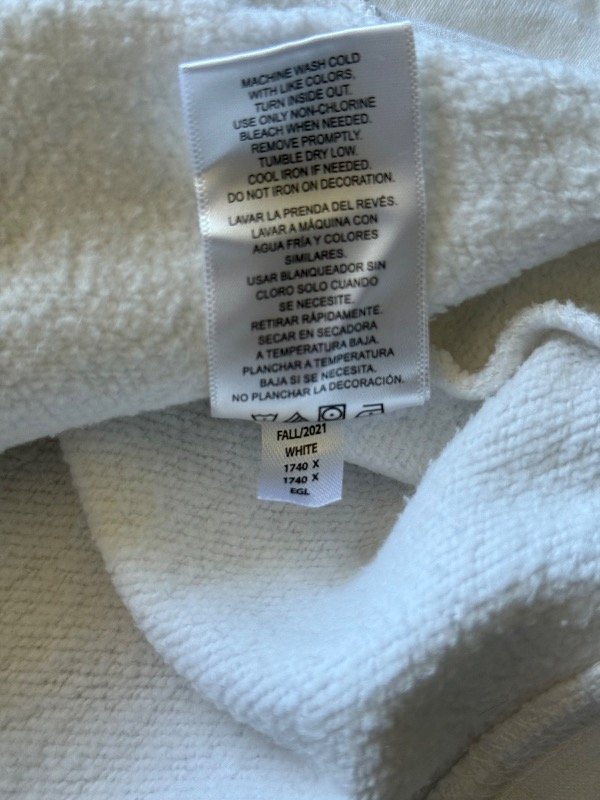 MACHINE WASH COLD
WITH LIKE COLORS,
TURN INSIDE OUT.
USE ONLY NON-CHLORINE
BLEACH WHEN NEEDED.
REMOVE PROMPTLY.
TUMBLE DRY LOW.
COOL IRON IF NEEDED.
DO NOT IRON ON DECORATION.
LAVAR LA PRENDA DEL REVÉS.
LAVAR A MÁQUINA CON
AGUA FRÍA Y COLORES
SIMILARES.
USAR BLANQUEADOR SIN
CLORO SOLO CUANDO
SE NECESITE.
RETIRAR RÁPIDAMENTE.
SECAR EN SECADORA
A TEMPERATURA BAJA.
PLANCHAR A TEMPERATURA
BAJA SI SE NECESITE.
NO PLANCHAR LA DECORACIÓN.
FALL/2021
WHITE
1740 X
1740 X
EGL